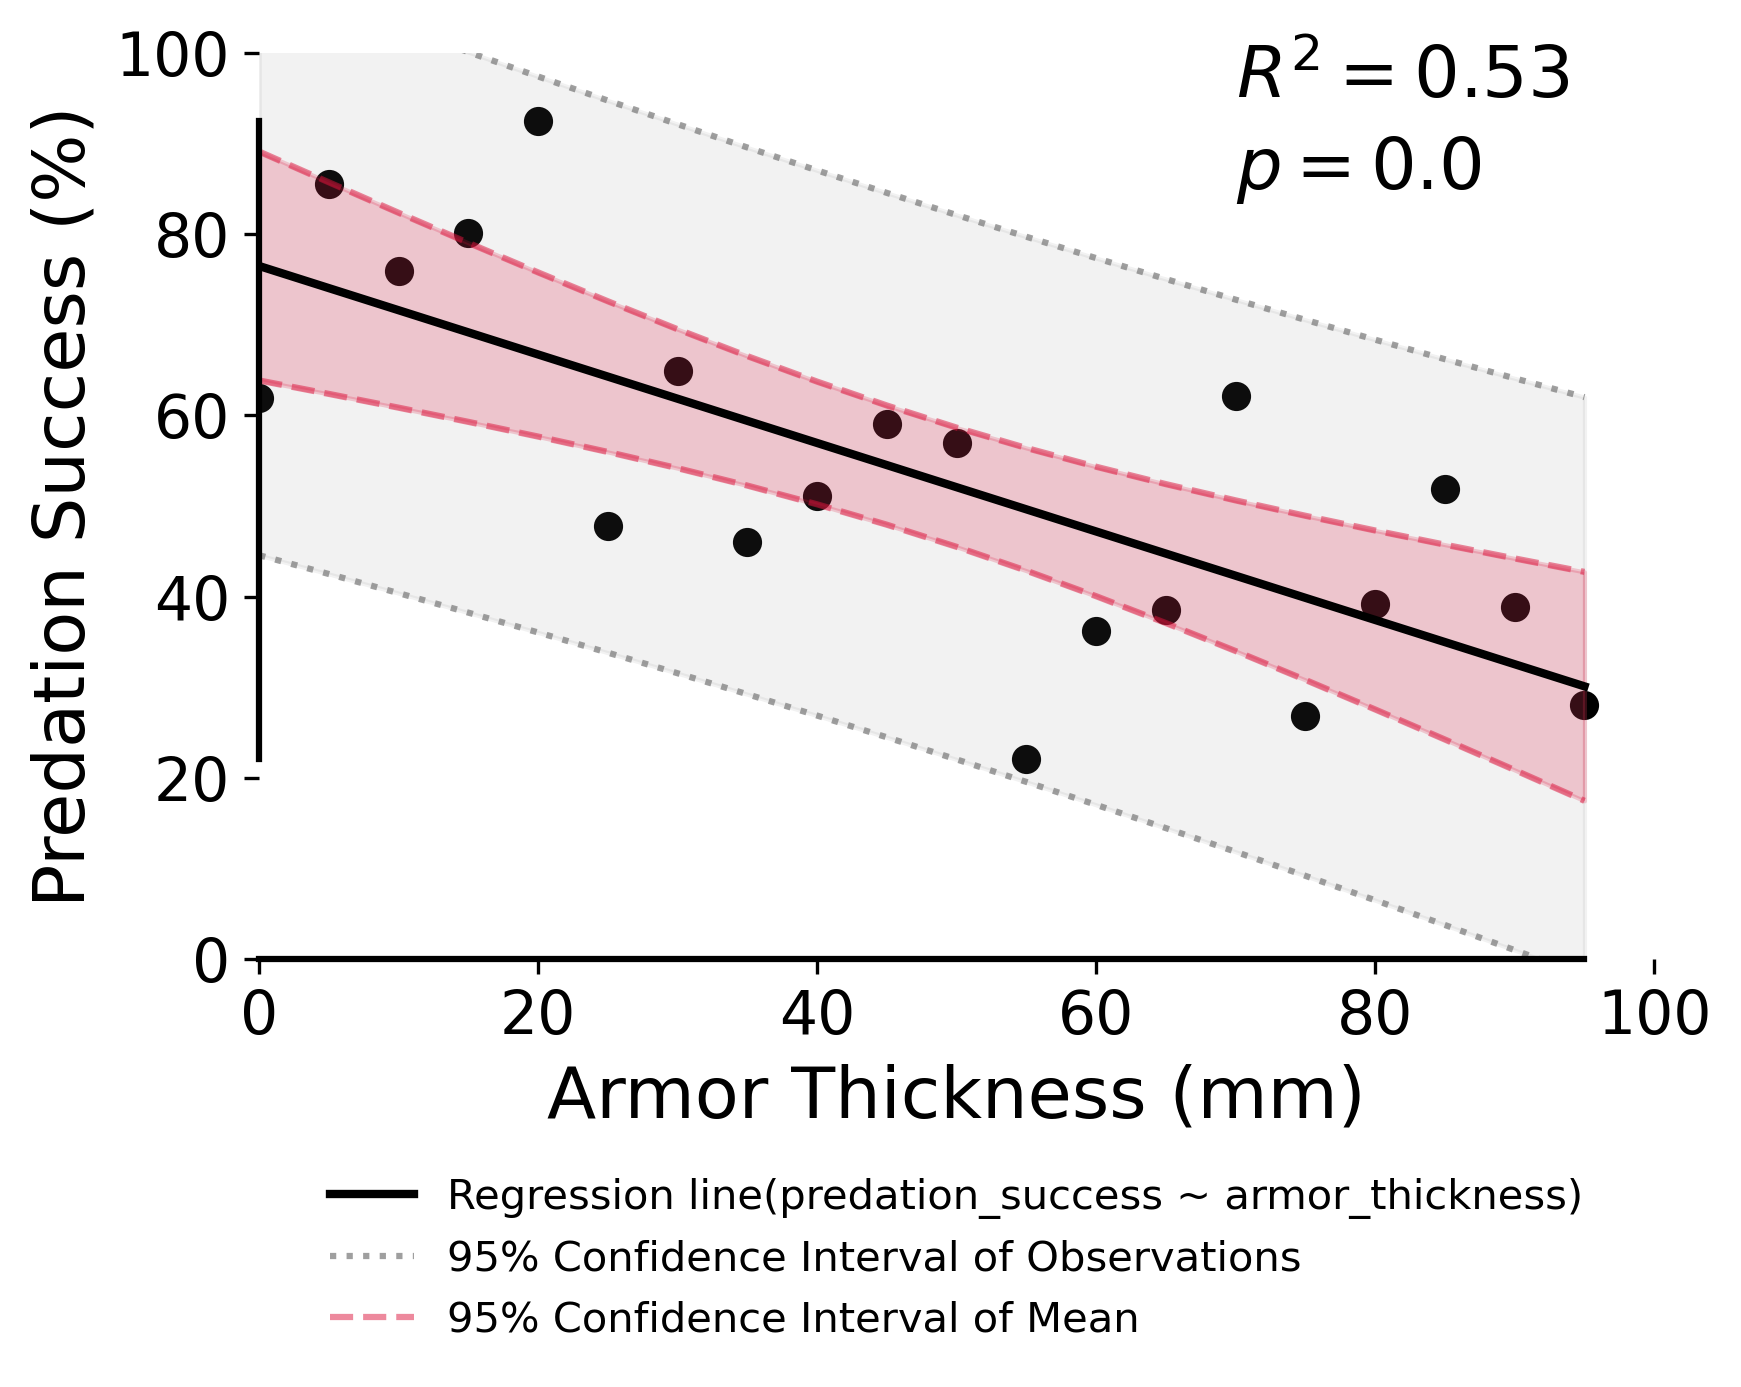 R² = 0.53
p = 0.0
Predation Success (%)
100
80
60
40
20
0
0 20 40 60 80 100
Armor Thickness (mm)
Regression line(predation_success ~ armor_thickness)
95% Confidence Interval of Observations
95% Confidence Interval of Mean